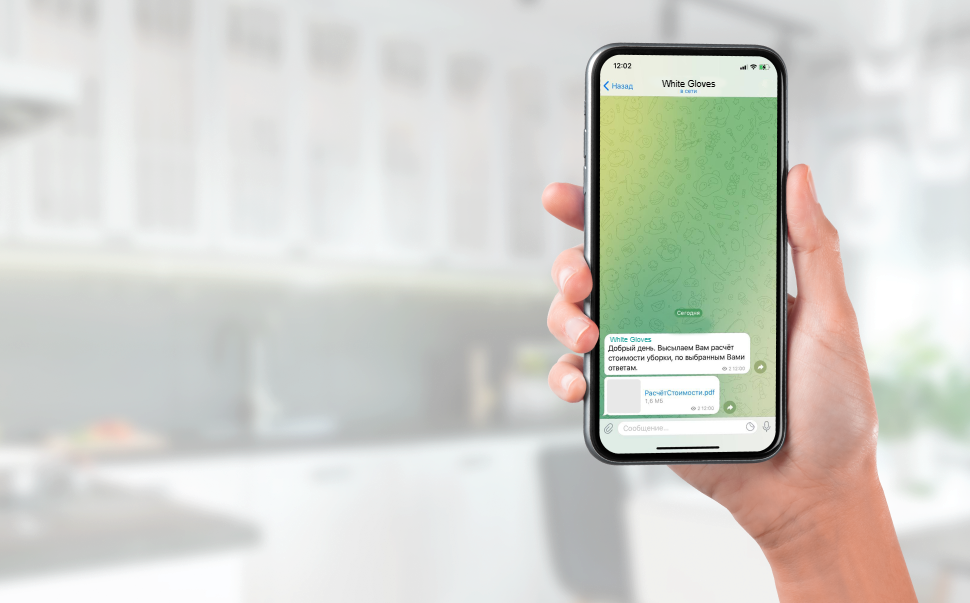 12:02
Назад
White Gloves
в сети
Сегодня
White Gloves
Добрый день. Высылаем Вам расчёт
стоимости уборки, по выбранным Вами
ответам.
2 12:00
РасчётСтоимости.pdf
1,6 МБ
2 12:00
Сообщение...